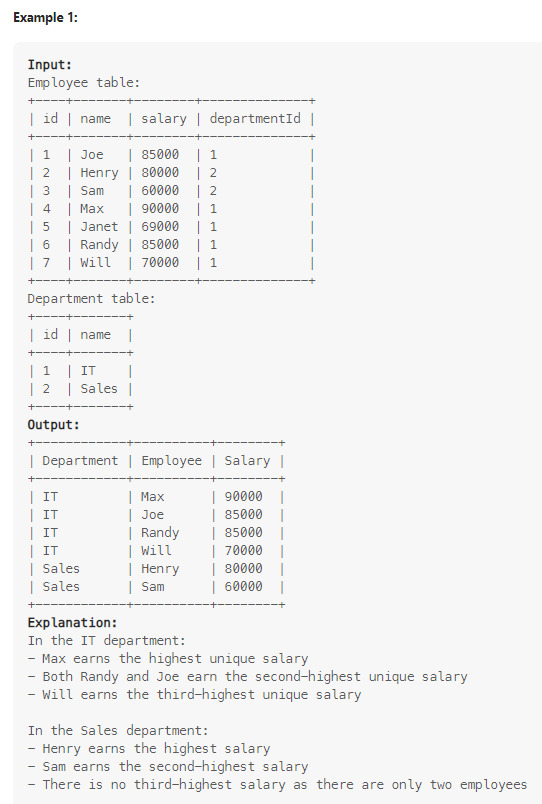 Example 1:
Input:
Employee table:
+----+-------+--------+--------------+
| id | name  | salary | departmentId |
+----+-------+--------+--------------+
| 1  | Joe   | 85000  | 1            |
| 2  | Henry | 80000  | 2            |
| 3  | Sam   | 60000  | 2            |
| 4  | Max   | 90000  | 1            |
| 5  | Janet | 69000  | 1            |
| 6  | Randy | 85000  | 1            |
| 7  | Will  | 70000  | 1            |
+----+-------+--------+--------------+
Department table:
+----+-------+
| id | name  |
+----+-------+
| 1  | IT    |
| 2  | Sales |
+----+-------+
Output:
+------------+----------+--------+
| Department | Employee | Salary |
+------------+----------+--------+
| IT         | Max      | 90000  |
| IT         | Joe      | 85000  |
| IT         | Randy    | 85000  |
| IT         | Will     | 70000  |
| Sales      | Henry    | 80000  |
| Sales      | Sam      | 60000  |
+------------+----------+--------+
Explanation:
In the IT department:
- Max earns the highest unique salary
- Both Randy and Joe earn the second-highest unique salary
- Will earns the third-highest unique salary
In the Sales department:
- Henry earns the highest salary
- Sam earns the second-highest salary
- There is no third-highest salary as there are only two employees